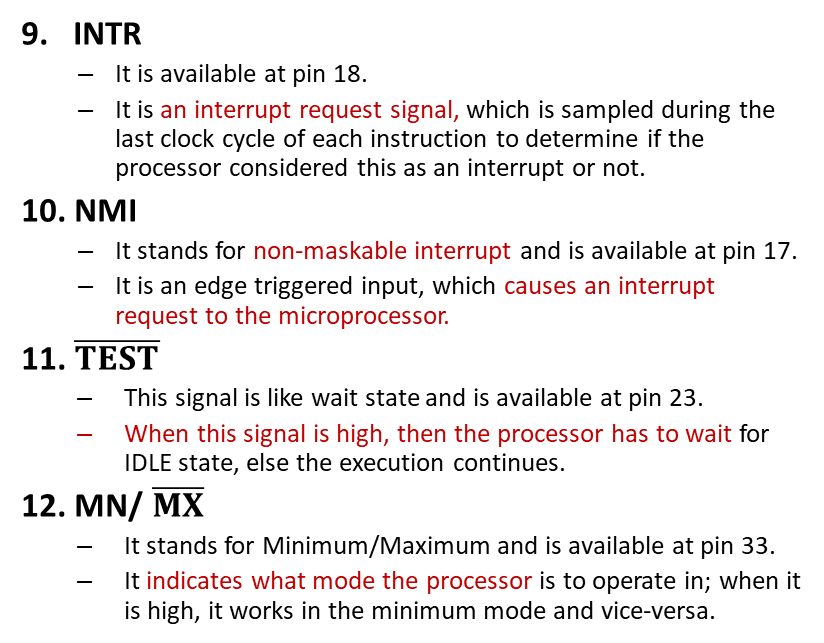 9. INTR
– It is available at pin 18.
– It is an interrupt request signal, which is sampled during the
last clock cycle of each instruction to determine if the
processor considered this as an interrupt or not.
10. NMI
– It stands for non-maskable interrupt and is available at pin 17.
– It is an edge triggered input, which causes an interrupt
request to the microprocessor.
11. T̅E̅S̅T̅
– This signal is like wait state and is available at pin 23.
– When this signal is high, then the processor has to wait for
IDLE state, else the execution continues.
12. MN/ M̅X̅
– It stands for Minimum/Maximum and is available at pin 33.
– It indicates what mode the processor is to operate in; when it
is high, it works in the minimum mode and vice-versa.